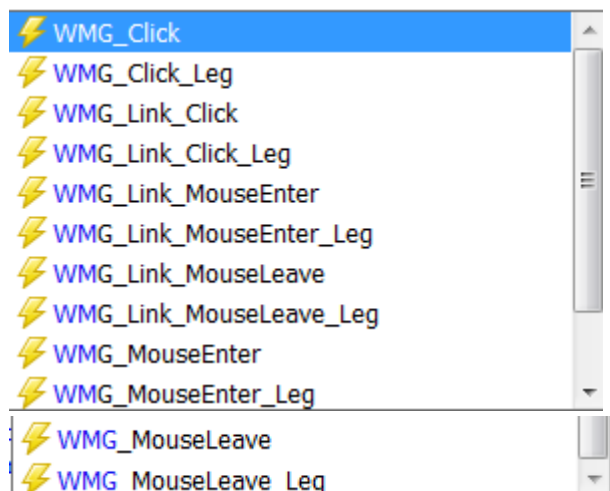 WMG_Click
WMG_Click_Leg
WMG_Link_Click
WMG_Link_Click_Leg
WMG_Link_MouseEnter
WMG_Link_MouseEnter_Leg
WMG_Link_MouseLeave
WMG_Link_MouseLeave_Leg
WMG_MouseEnter
WMG_MouseEnter_Leg
WMG_MouseLeave
WMG_MouseLeave_Leg